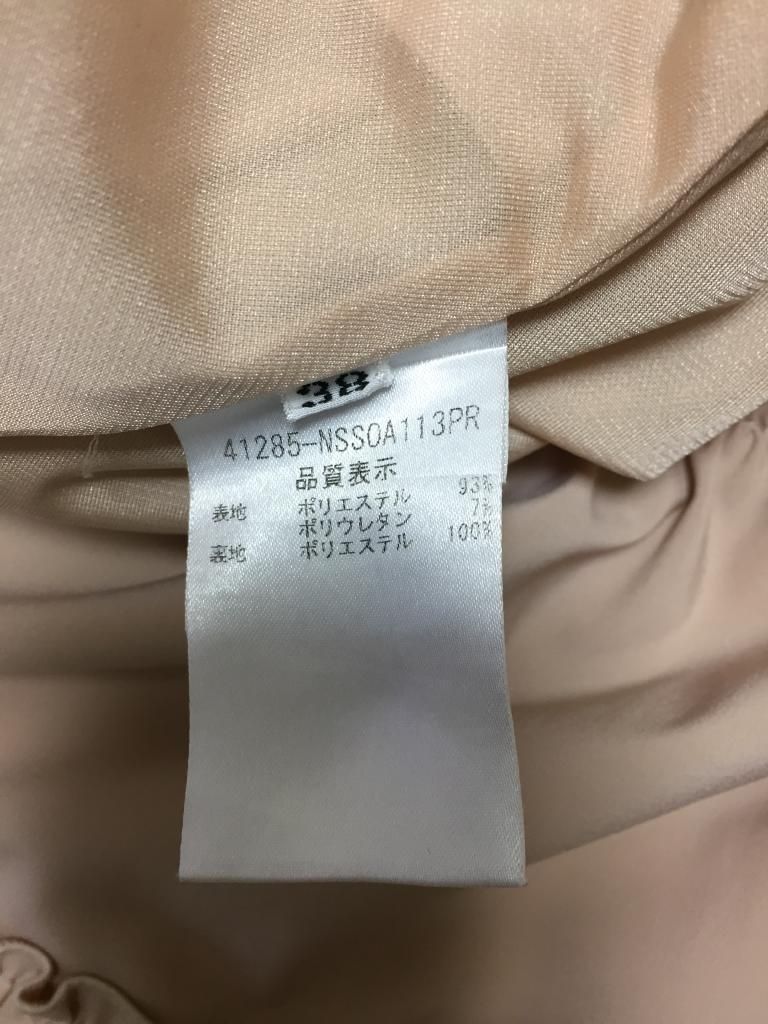 38
41285-NSSOA113PR
品質表示
表地 ポリエステル 93%
ポリウレタン 7%
裏地 ポリエステル 100%